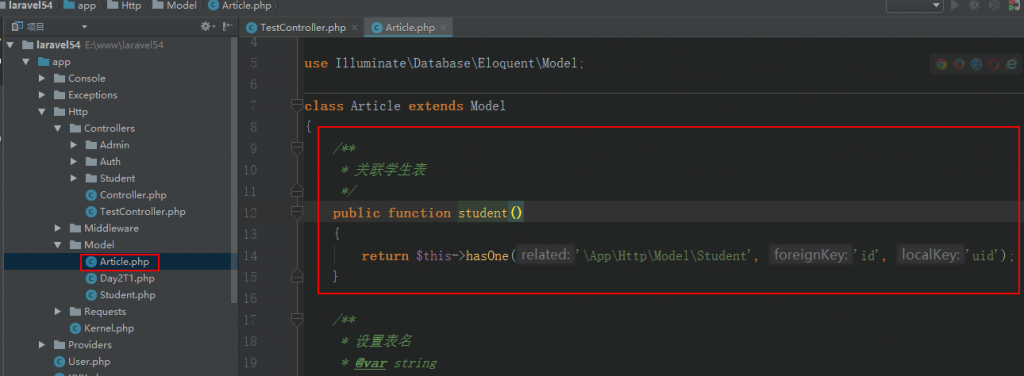 laravel54 app Http Model Article.php
项目
TestController.php Article.php
laravel54 E:\www\laravel54
app
Console
Exceptions
Http
Controllers
Admin
Auth
Student
Controller.php
TestController.php
Middleware
Model
Article.php
Day2T1.php
Student.php
Requests
Kernel.php
Providers
User.php
4
5 use Illuminate\Database\Eloquent\Model;
6
7 class Article extends Model
8 {
9 /**
10 * 关联学生表
11 */
12 public function student()
13 {
14 return $this->hasOne( related: '\App\Http\Model\Student', foreignKey: 'id', localKey: 'uid');
15 }
16
17 /**
18 * 设置表名
19 * @var string